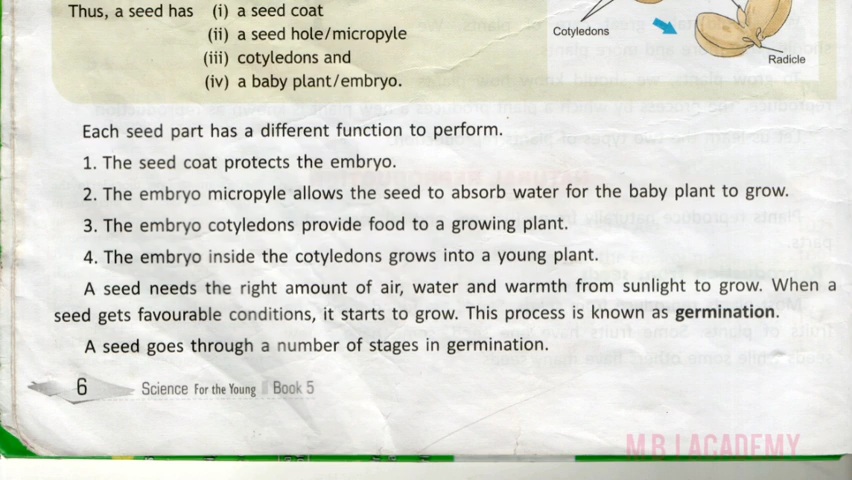 Thus, a seed has (i) a seed coat
(ii) a seed hole/micropyle
(iii) cotyledons and
(iv) a baby plant/embryo.
Cotyledons
Radicle
Each seed part has a different function to perform.
1. The seed coat protects the embryo.
2. The embryo micropyle allows the seed to absorb water for the baby plant to grow.
3. The embryo cotyledons provide food to a growing plant.
4. The embryo inside the cotyledons grows into a young plant.
A seed needs the right amount of air, water and warmth from sunlight to grow. When a
seed gets favourable conditions, it starts to grow. This process is known as germination.
A seed goes through a number of stages in germination.
6 Science For the Young Book 5
M B I ACADEMY